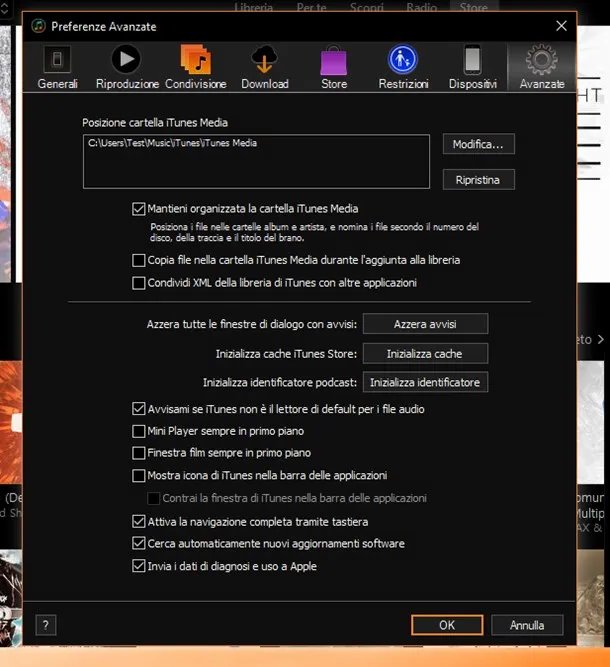 Libreria Per te Scopri Radio Store
Preferenze Avanzate
Generali Riproduzione Condivisione Download Store Restrizioni Dispositivi Avanzate
HT
Posizione cartella iTunes Media
C:\Users\Test\Music\iTunes\iTunes Media
Modifica...
Ripristina
Mantieni organizzata la cartella iTunes Media
Posiziona i file nelle cartelle album e artista, e nomina i file secondo il numero del
disco, della traccia e il titolo del brano.
Copia file nella cartella iTunes Media durante l'aggiunta alla libreria
Condividi XML della libreria di iTunes con altre applicazioni
Azzera tutte le finestre di dialogo con avvisi: Azzera avvisi
Inizializza cache iTunes Store: Inizializza cache
Inizializza identificatore podcast: Inizializza identificatore
Avvisami se iTunes non è il lettore di default per i file audio
Mini Player sempre in primo piano
Finestra film sempre in primo piano
Mostra icona di iTunes nella barra delle applicazioni
Contrai la finestra di iTunes nella barra delle applicazioni
Attiva la navigazione completa tramite tastiera
Cerca automaticamente nuovi aggiornamenti software
Invia i dati di diagnosi e uso a Apple
? OK Annulla